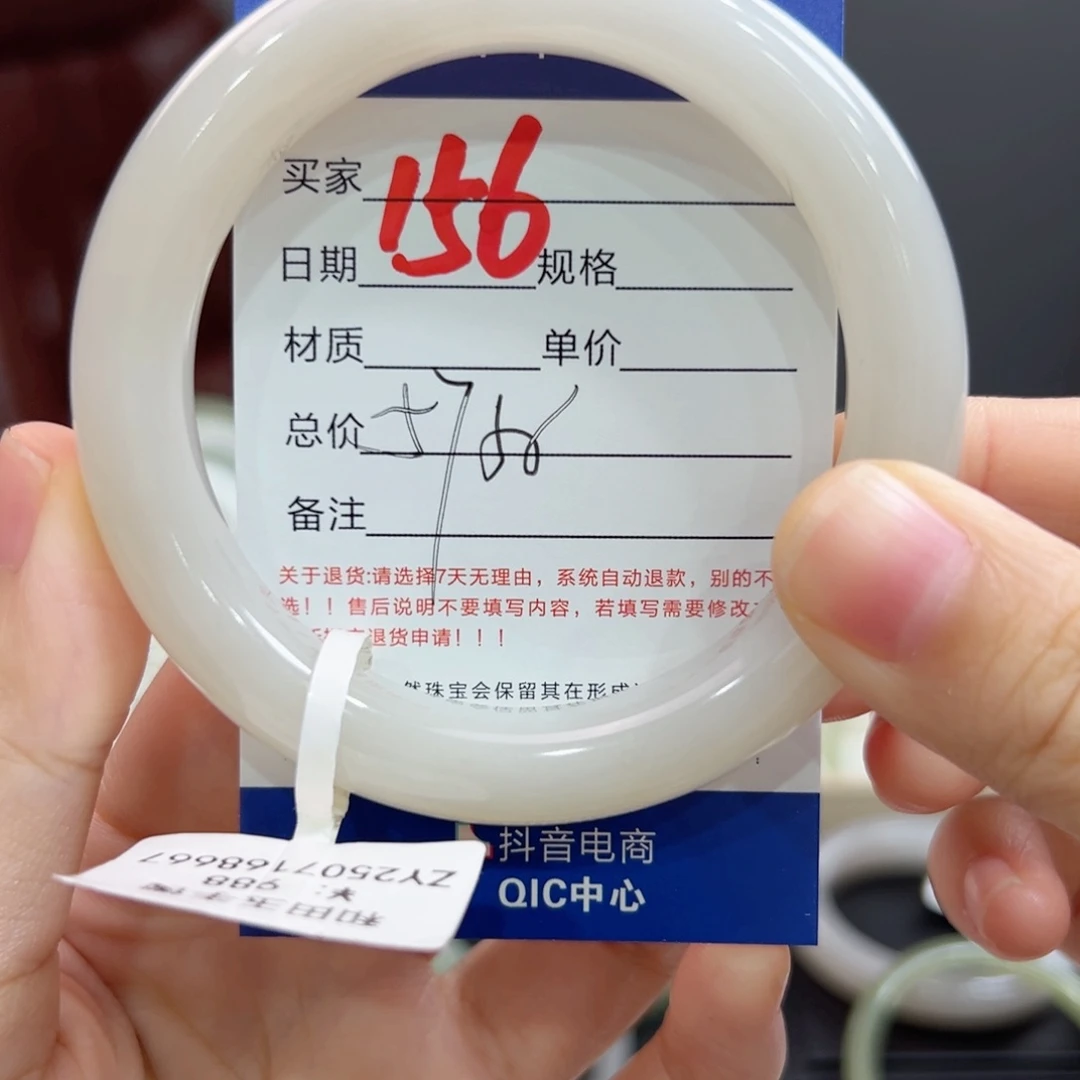 156
买家
日期 规格
材质 单价
总价
备注
关于退货:请选择7天无理由，系统自动退款，别的不
选！！售后说明不要填写内容，若填写需要修改
退货申请！！！
然珠宝会保留其在形成
抖音电商
QIC中心
和田玉手镯
¥: 988
ZY2507168667